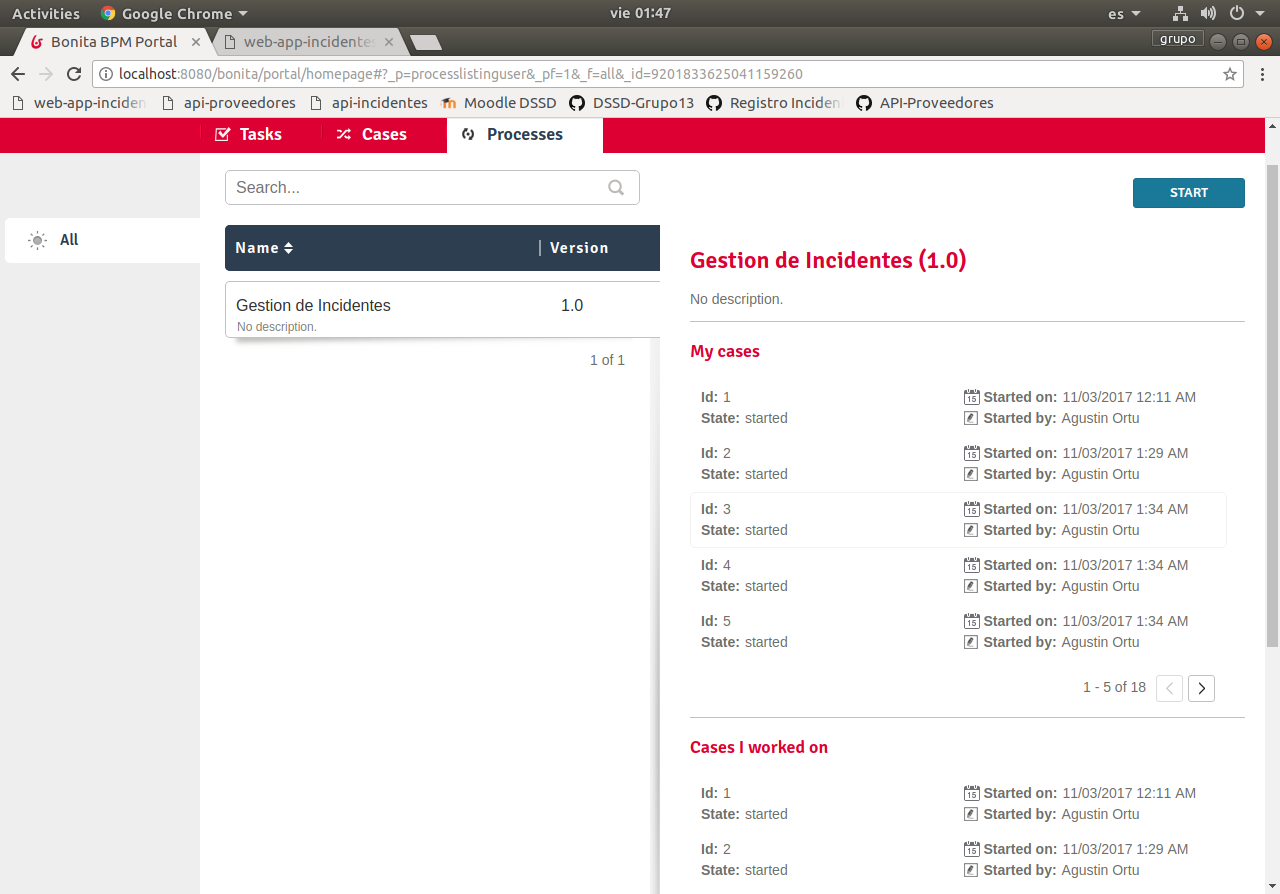 Activities Google Chrome vie 01:47 es
Bonita BPM Portal web-app-incidente grupo
localhost:8080/bonita/portal/homepage#?_p=processlistinguser&_pf=1&_f=all&_id=9201833625041159260
web-app-inciden api-proveedores api-incidentes Moodle DSSD DSSD-Grupo13 Registro Inciden API-Proveedores
Tasks Cases Processes
Search... START
All
Name Version
Gestion de Incidentes 1.0
No description.
1 of 1
Gestion de Incidentes (1.0)
No description.
My cases
Id: 1 Started on: 11/03/2017 12:11 AM
State: started Started by: Agustin Ortu
Id: 2 Started on: 11/03/2017 1:29 AM
State: started Started by: Agustin Ortu
Id: 3 Started on: 11/03/2017 1:34 AM
State: started Started by: Agustin Ortu
Id: 4 Started on: 11/03/2017 1:34 AM
State: started Started by: Agustin Ortu
Id: 5 Started on: 11/03/2017 1:34 AM
State: started Started by: Agustin Ortu
1 - 5 of 18
Cases I worked on
Id: 1 Started on: 11/03/2017 12:11 AM
State: started Started by: Agustin Ortu
Id: 2 Started on: 11/03/2017 1:29 AM
State: started Started by: Agustin Ortu